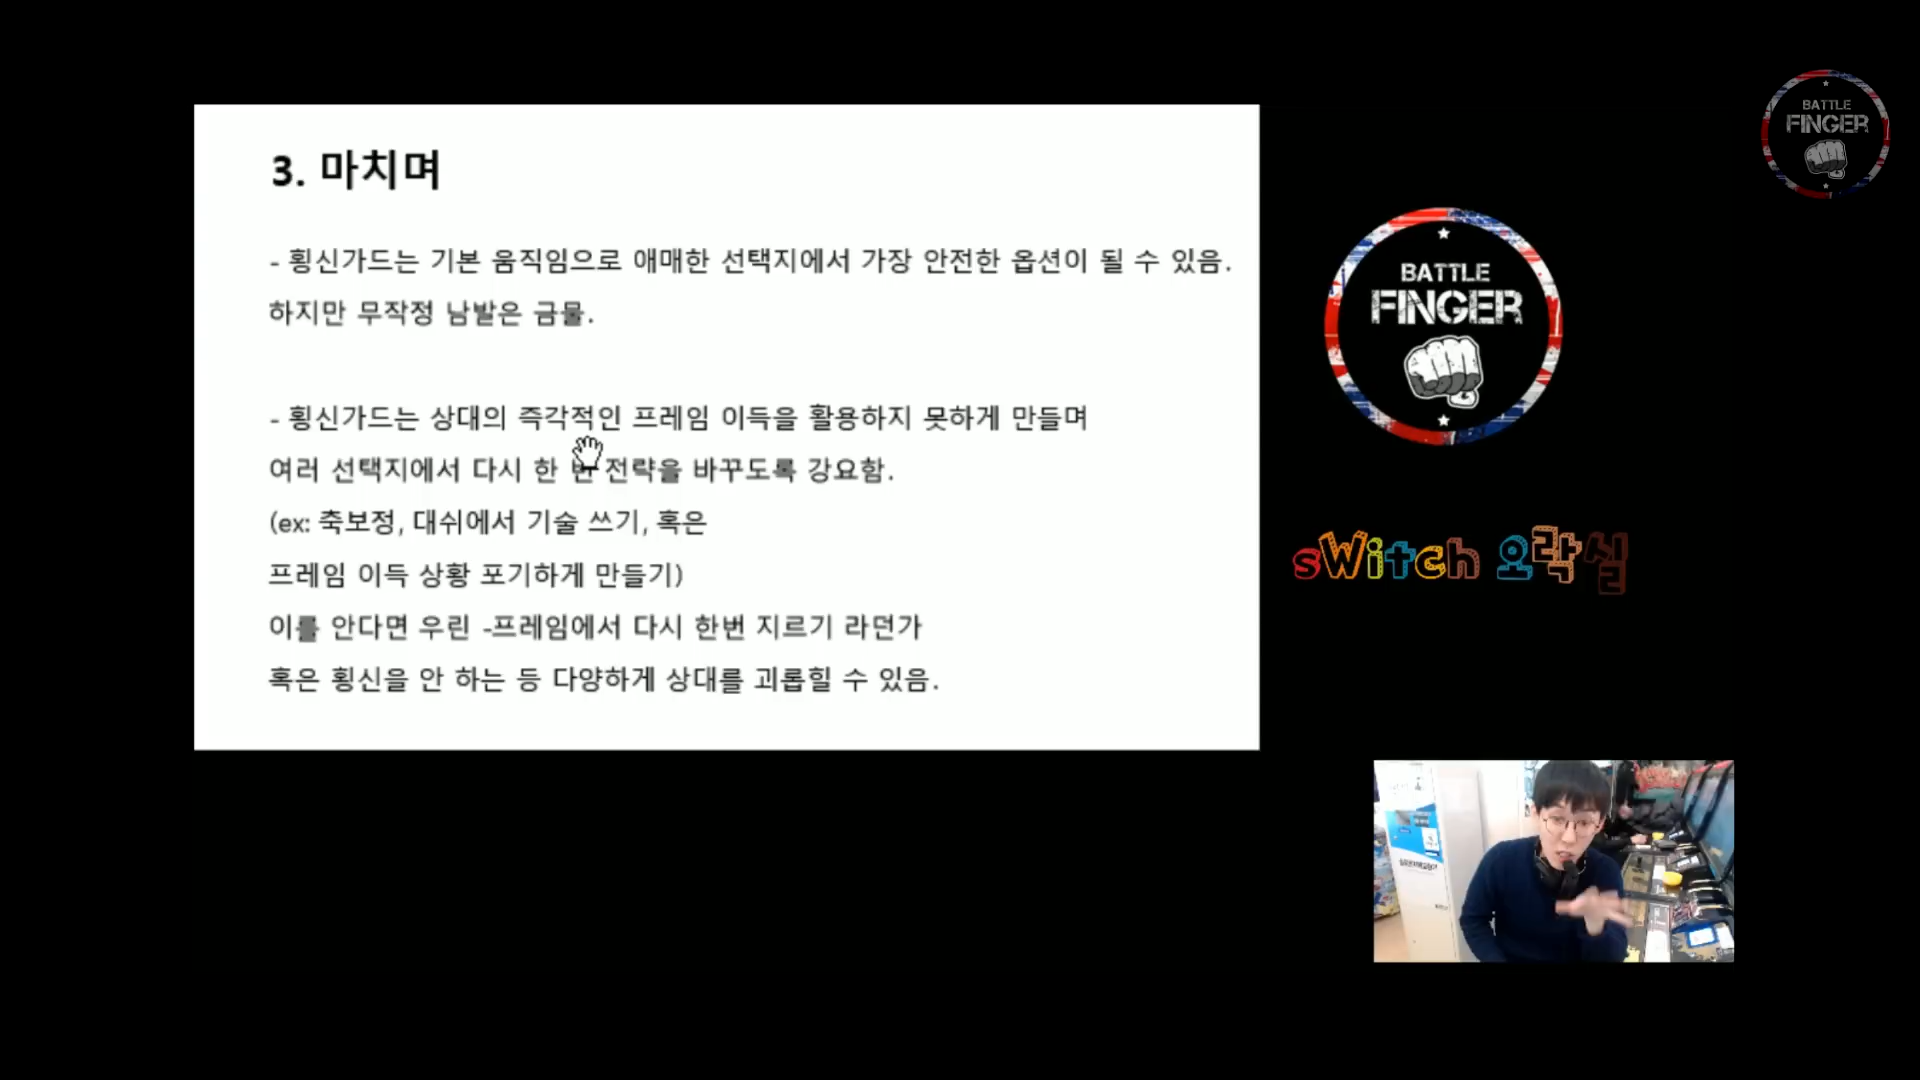 3. 마치며
- 횡신가드는 기본 움직임으로 애매한 선택지에서 가장 안전한 옵션이 될 수 있음.
하지만 무작정 남발은 금물.
- 횡신가드는 상대의 즉각적인 프레임 이득을 활용하지 못하게 만들며
여러 선택지에서 다시 한 번 전략을 바꾸도록 강요함.
(ex: 축보정, 대쉬에서 기술 쓰기, 혹은
프레임 이득 상황 포기하게 만들기)
이를 안다면 우린 -프레임에서 다시 한번 지르기 라던가
혹은 횡신을 안 하는 등 다양하게 상대를 괴롭힐 수 있음.
BATTLE
FINGER
sWitch 오락실
BATTLE
FINGER